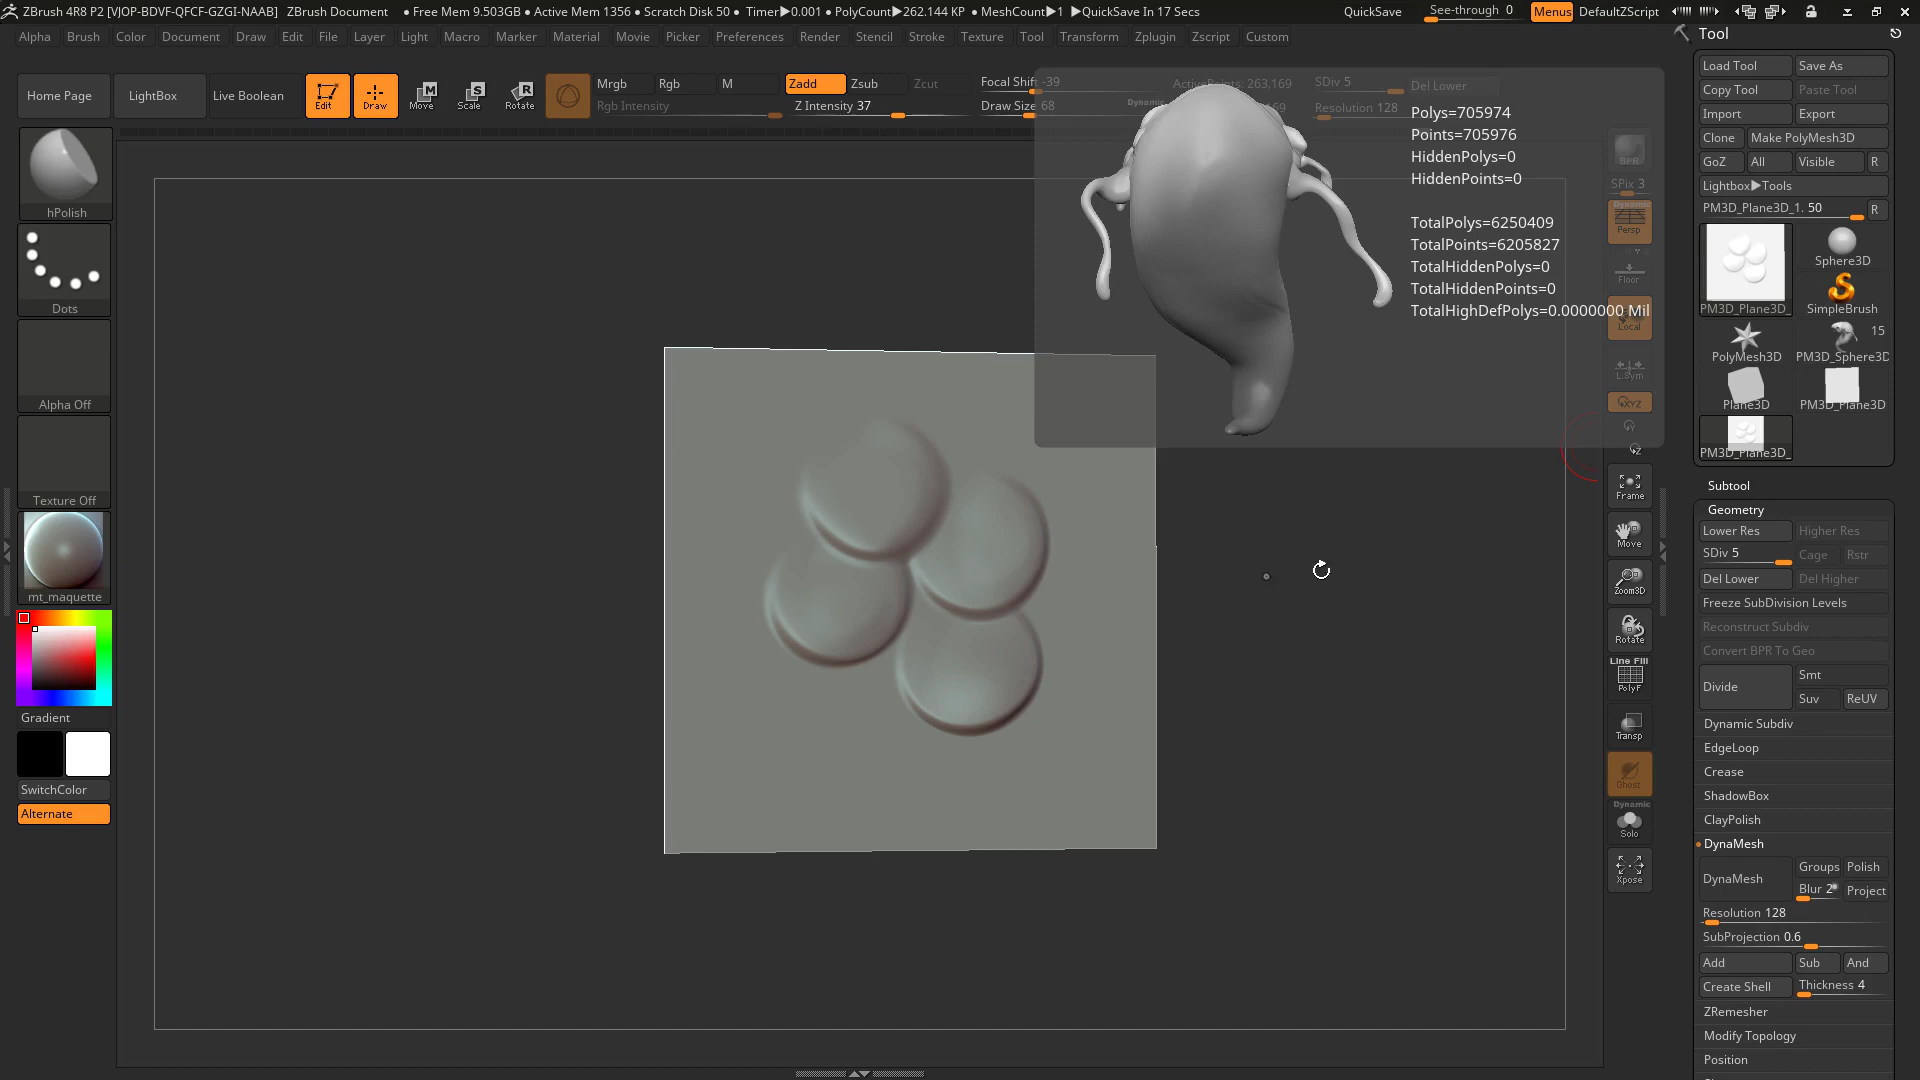 ZBrush 4R8 P2 [VJOP-BDVF-QFCF-GZGI-NAAB] ZBrush Document • Free Mem 9.503GB • Active Mem 1356 • Scratch Disk 50 • Timer▶0.001 • PolyCount▶262.144 KP • MeshCount▶1 ▶QuickSave In 17 Secs QuickSave See-through 0 Menus DefaultZScript
Alpha Brush Color Document Draw Edit File Layer Light Macro Marker Material Movie Picker Preferences Render Stencil Stroke Texture Tool Transform Zplugin Zscript Custom
Home Page LightBox Live Boolean Edit Draw Move Scale Rotate
Mrgb Rgb M Zadd Zsub Zcut Focal Shift -39 ActivePoints: 263,169 SDiv 5 Del Lower
Rgb Intensity Z Intensity 37 Draw Size 68 Dynamic Resolution 128
hPolish
Dots
Alpha Off
Texture Off
mt_maquette
Gradient
SwitchColor
Alternate
Polys=705974
Points=705976
HiddenPolys=0
HiddenPoints=0
TotalPolys=6250409
TotalPoints=6205827
TotalHiddenPolys=0
TotalHiddenPoints=0
TotalHighDefPolys=0.0000000 Mil
BPR
SPix 3
Dynamic
Persp
Floor
Local
L.Sym
XYZ
Y
Z
Frame
Move
Zoom3D
Rotate
Line Fill
PolyF
Transp
Ghost
Dynamic
Solo
Xpose
Tool
Load Tool Save As
Copy Tool Paste Tool
Import Export
Clone Make PolyMesh3D
GoZ All Visible R
Lightbox▶Tools
PM3D_Plane3D_1. 50 R
Sphere3D
PM3D_Plane3D_ SimpleBrush
15
PolyMesh3D PM3D_Sphere3D
Plane3D PM3D_Plane3D
PM3D_Plane3D_
Subtool
Geometry
Lower Res Higher Res
SDiv 5 Cage Rstr
Del Lower Del Higher
Freeze SubDivision Levels
Reconstruct Subdiv
Convert BPR To Geo
Divide Smt
Suv ReUV
Dynamic Subdiv
EdgeLoop
Crease
ShadowBox
ClayPolish
DynaMesh
DynaMesh Groups Polish
Blur 2 Project
Resolution 128
SubProjection 0.6
Add Sub And
Create Shell Thickness 4
ZRemesher
Modify Topology
Position